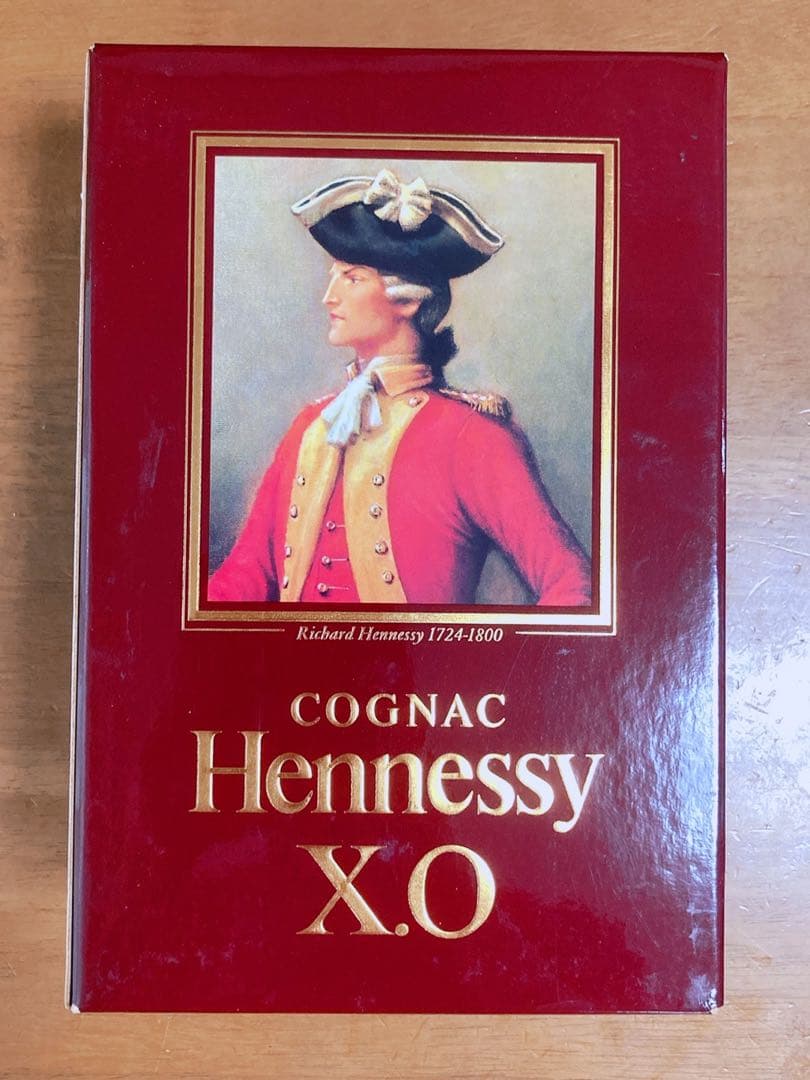 Richard Hennessy 1724-1800
COGNAC
Hennessy
X.O